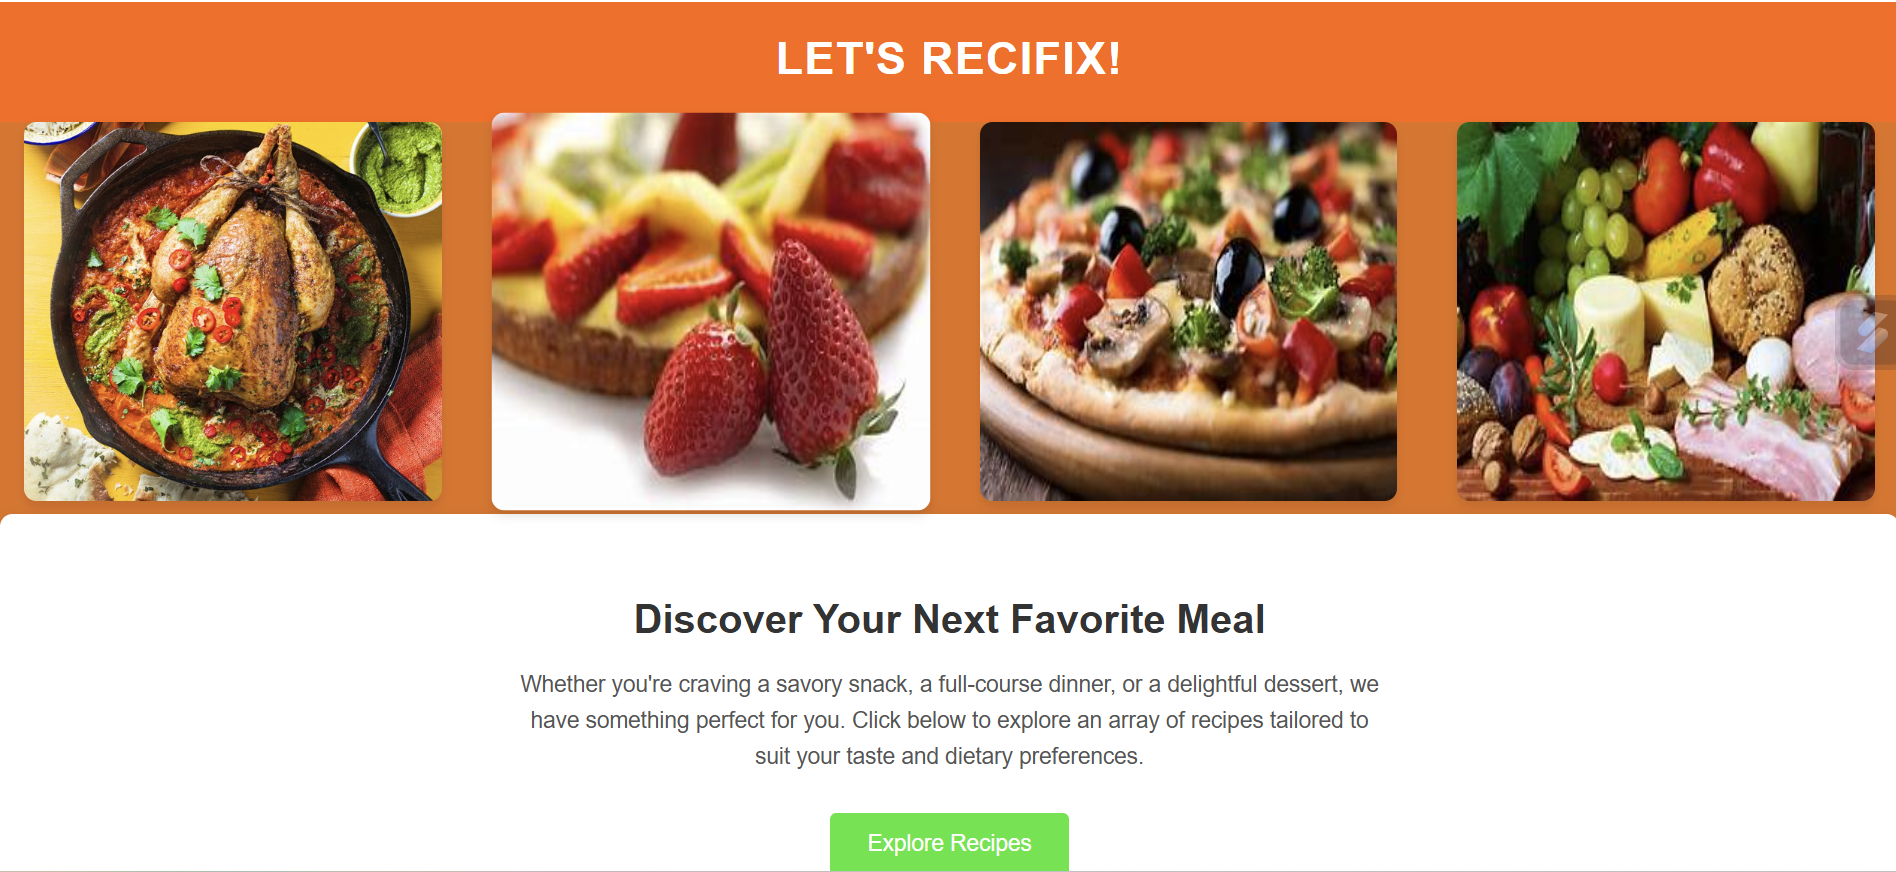 LET'S RECIFIX!
Discover Your Next Favorite Meal
Whether you're craving a savory snack, a full-course dinner, or a delightful dessert, we
have something perfect for you. Click below to explore an array of recipes tailored to
suit your taste and dietary preferences.
Explore Recipes